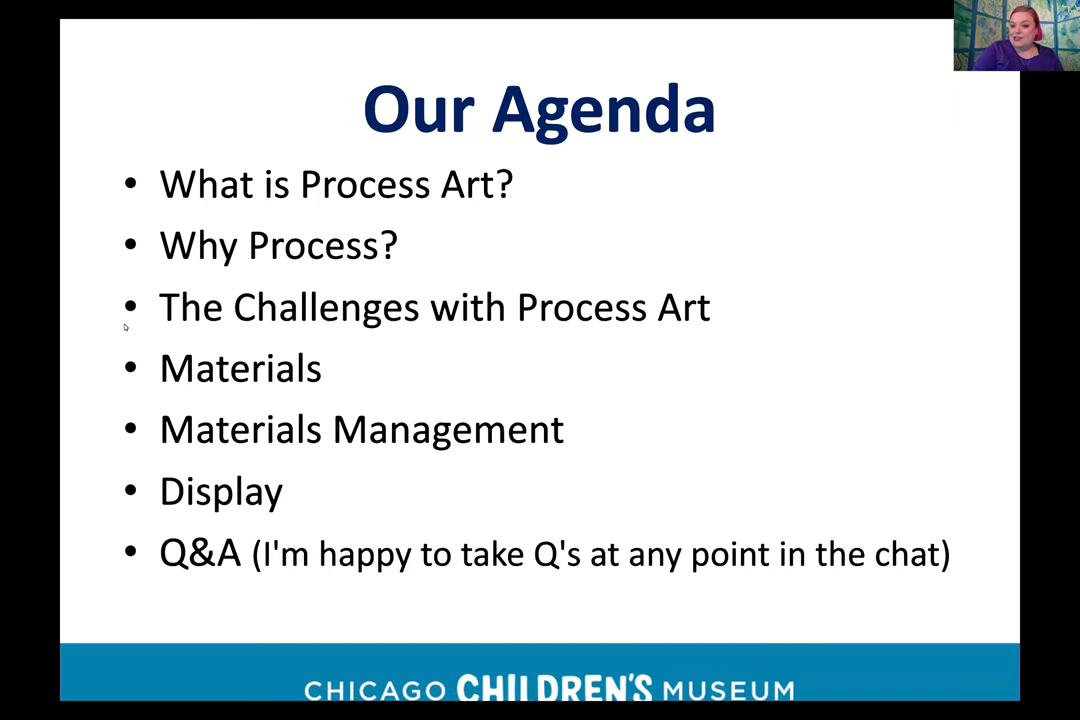 Our Agenda
• What is Process Art?
• Why Process?
• The Challenges with Process Art
• Materials
• Materials Management
• Display
• Q&A (I'm happy to take Q's at any point in the chat)
CHICAGO CHILDREN'S MUSEUM